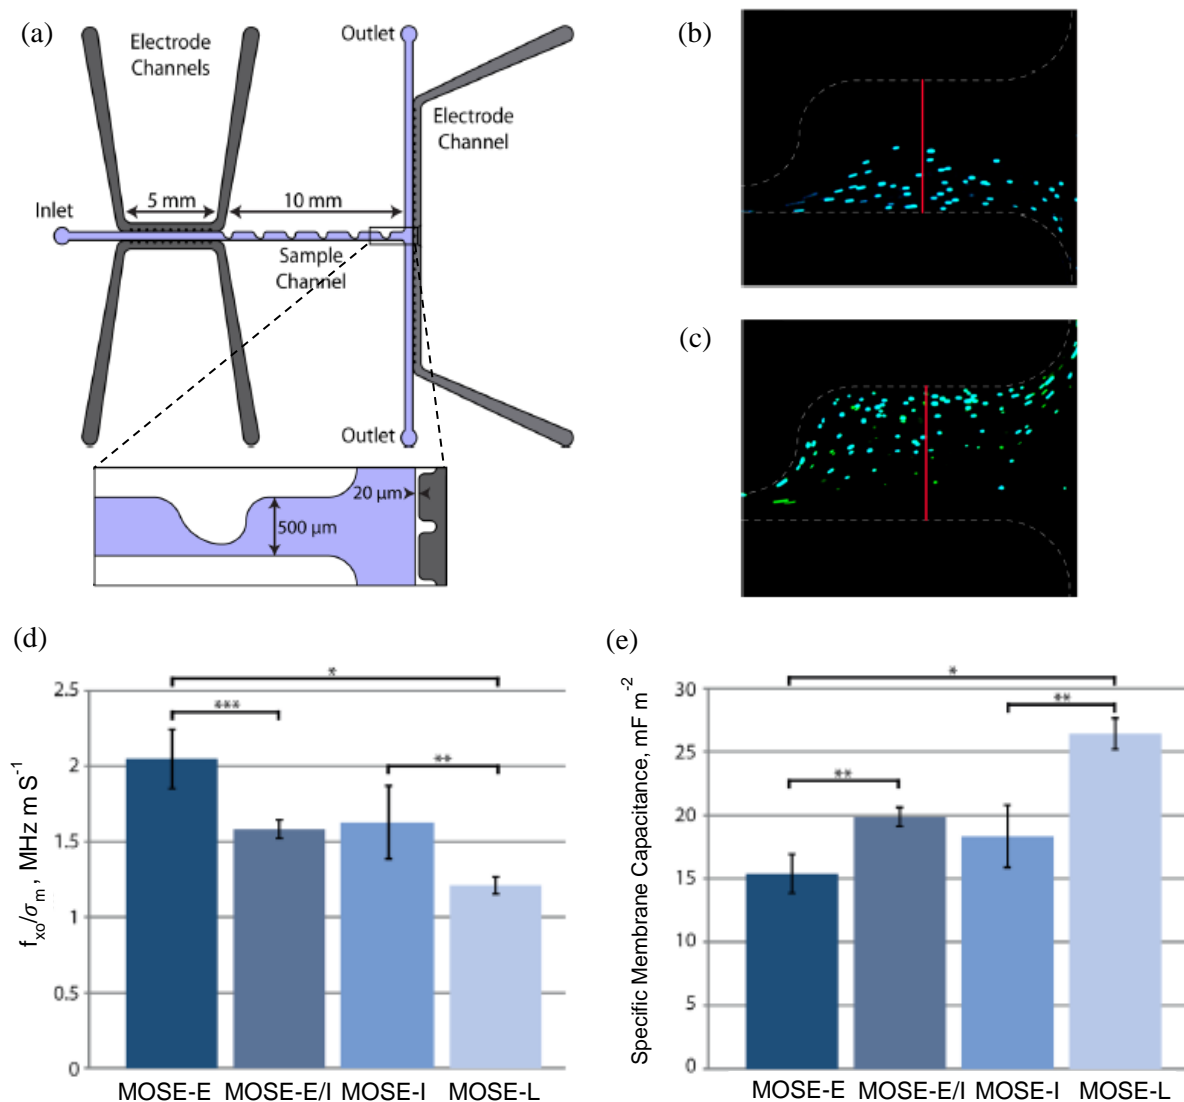 (a)
Electrode
Channels
Outlet
Electrode
Channel
5 mm
10 mm
Inlet
Sample
Channel
Outlet
20 μm
500 μm
(b)
(c)
(d)
*
***
**
2.5
2
1.5
1
0.5
0
fxo/σm , MHz m S-1
MOSE-E
MOSE-E/I
MOSE-I
MOSE-L
(e)
*
**
**
30
25
20
15
10
5
0
Specific Membrane Capacitance, mF m-2
MOSE-E
MOSE-E/I
MOSE-I
MOSE-L